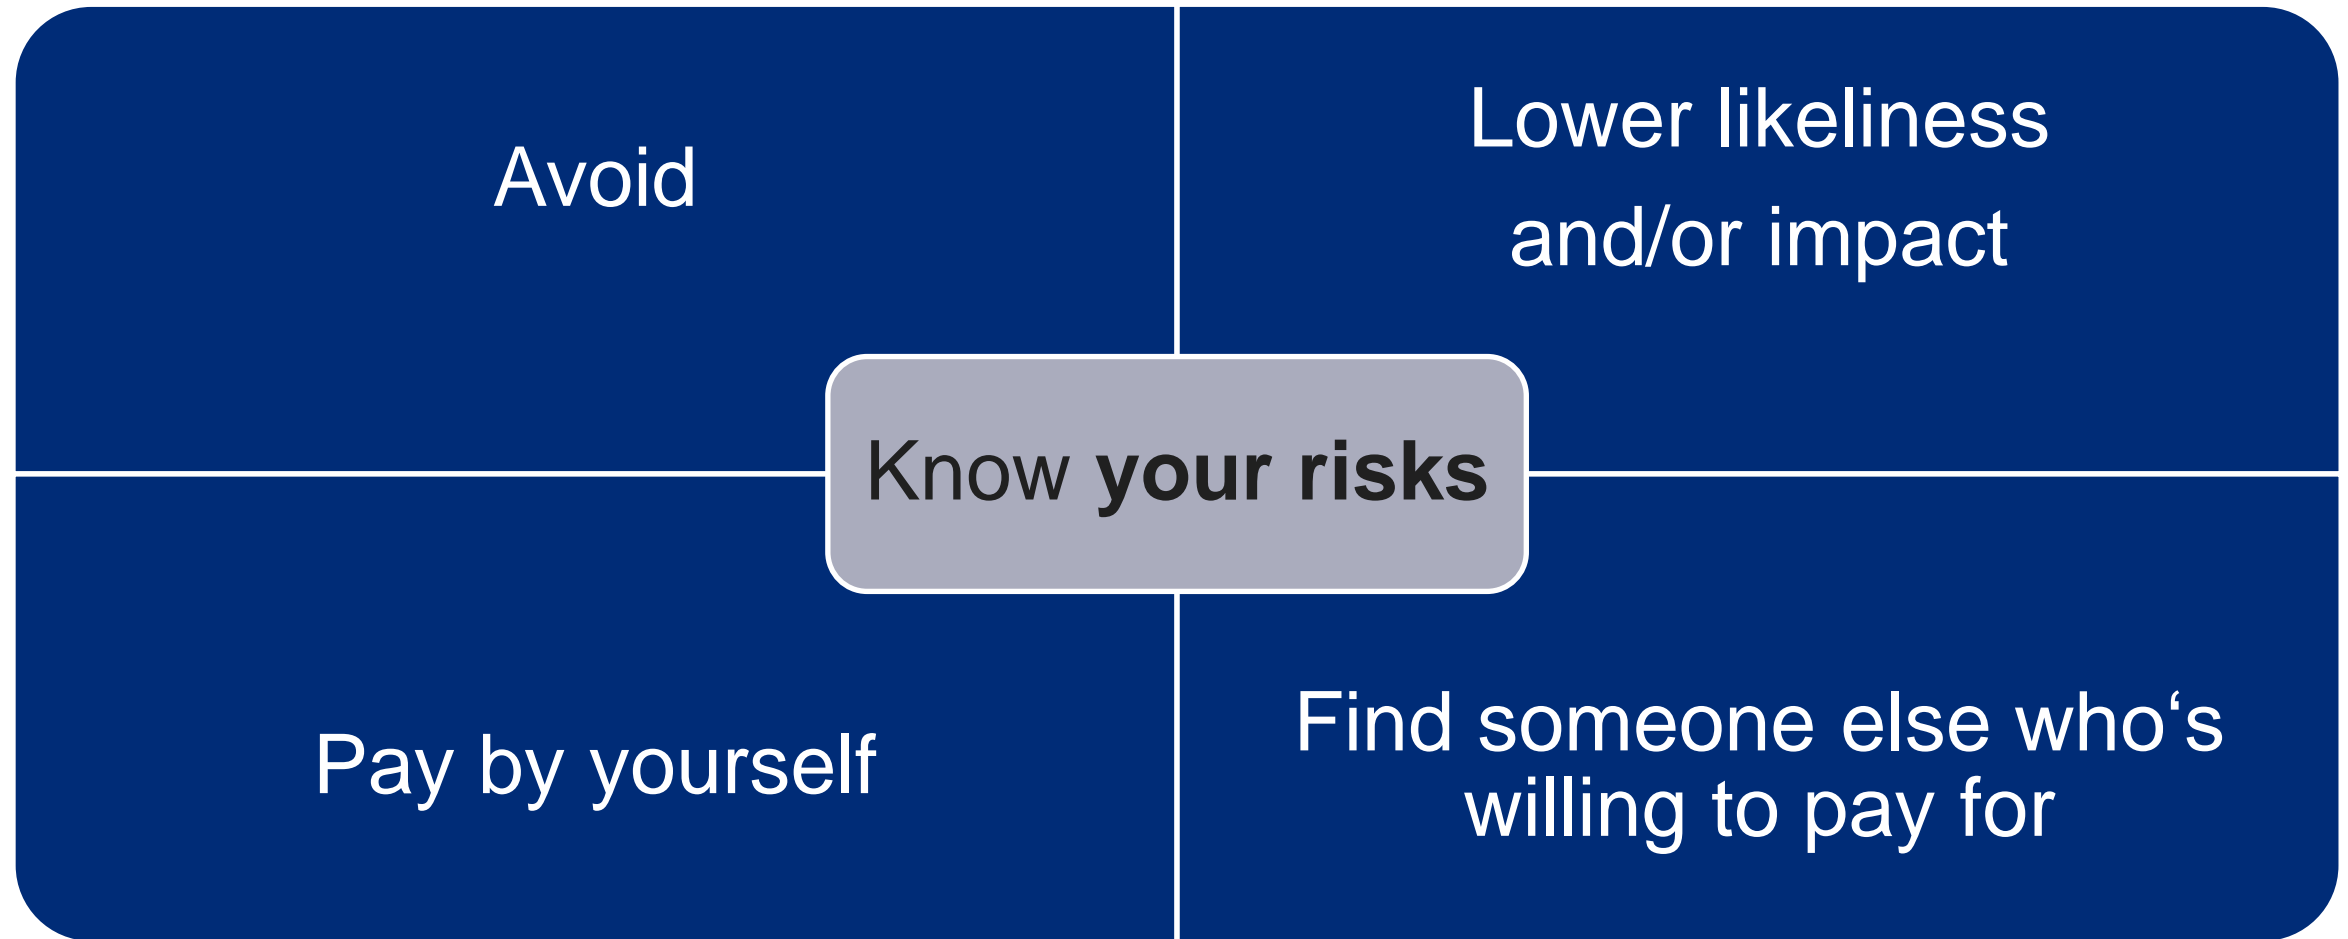 Avoid
Lower likeliness
and/or impact
Know your risks
Pay by yourself
Find someone else who‘s
willing to pay for